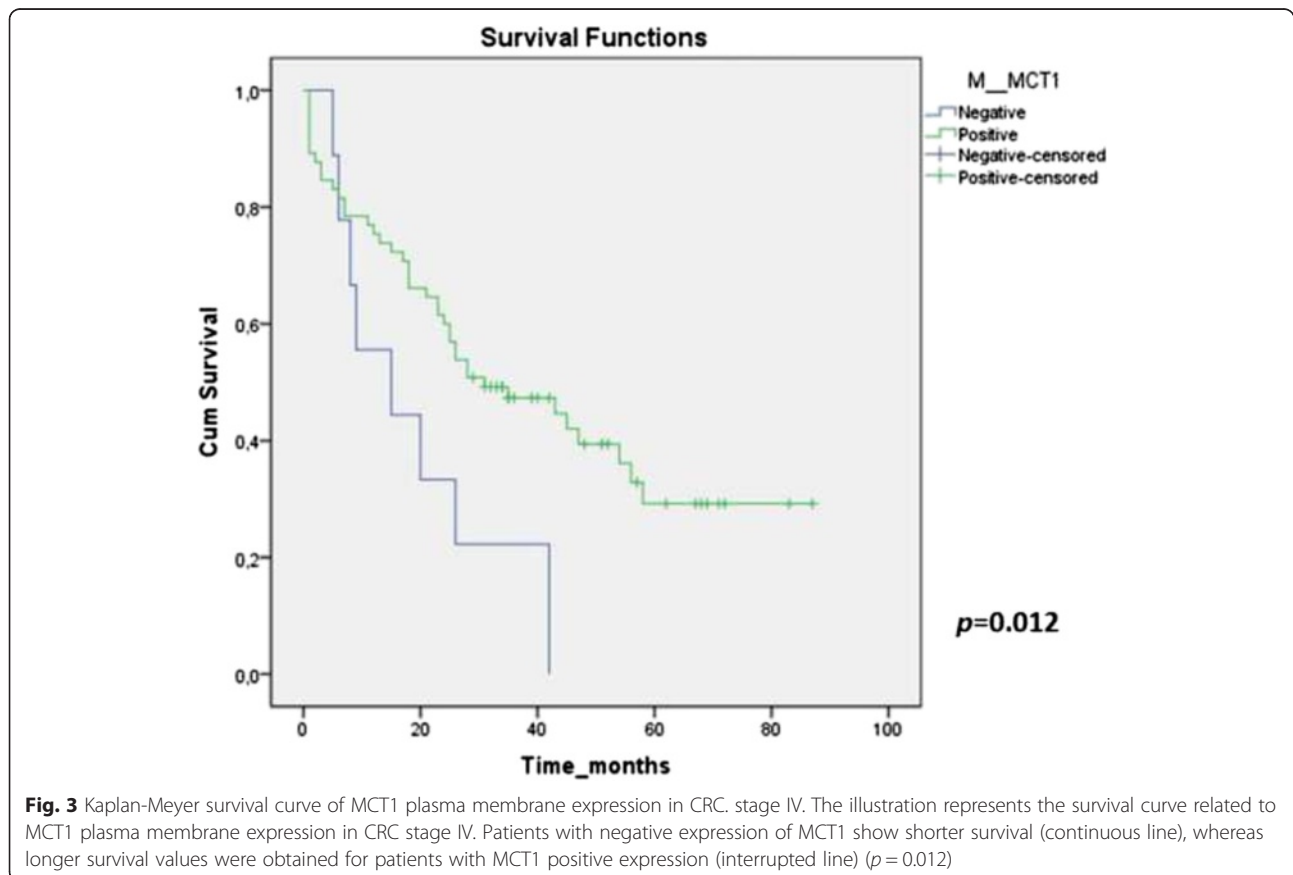 Survival Functions
M__MCT1
Negative
Positive
Negative-censored
Positive-censored
1,0
0,8
0,6
0,4
0,2
0,0
Cum Survival
0 20 40 60 80 100
Time_months
p=0.012
Fig. 3 Kaplan-Meyer survival curve of MCT1 plasma membrane expression in CRC. stage IV. The illustration represents the survival curve related to
MCT1 plasma membrane expression in CRC stage IV. Patients with negative expression of MCT1 show shorter survival (continuous line), whereas
longer survival values were obtained for patients with MCT1 positive expression (interrupted line) (p = 0.012)